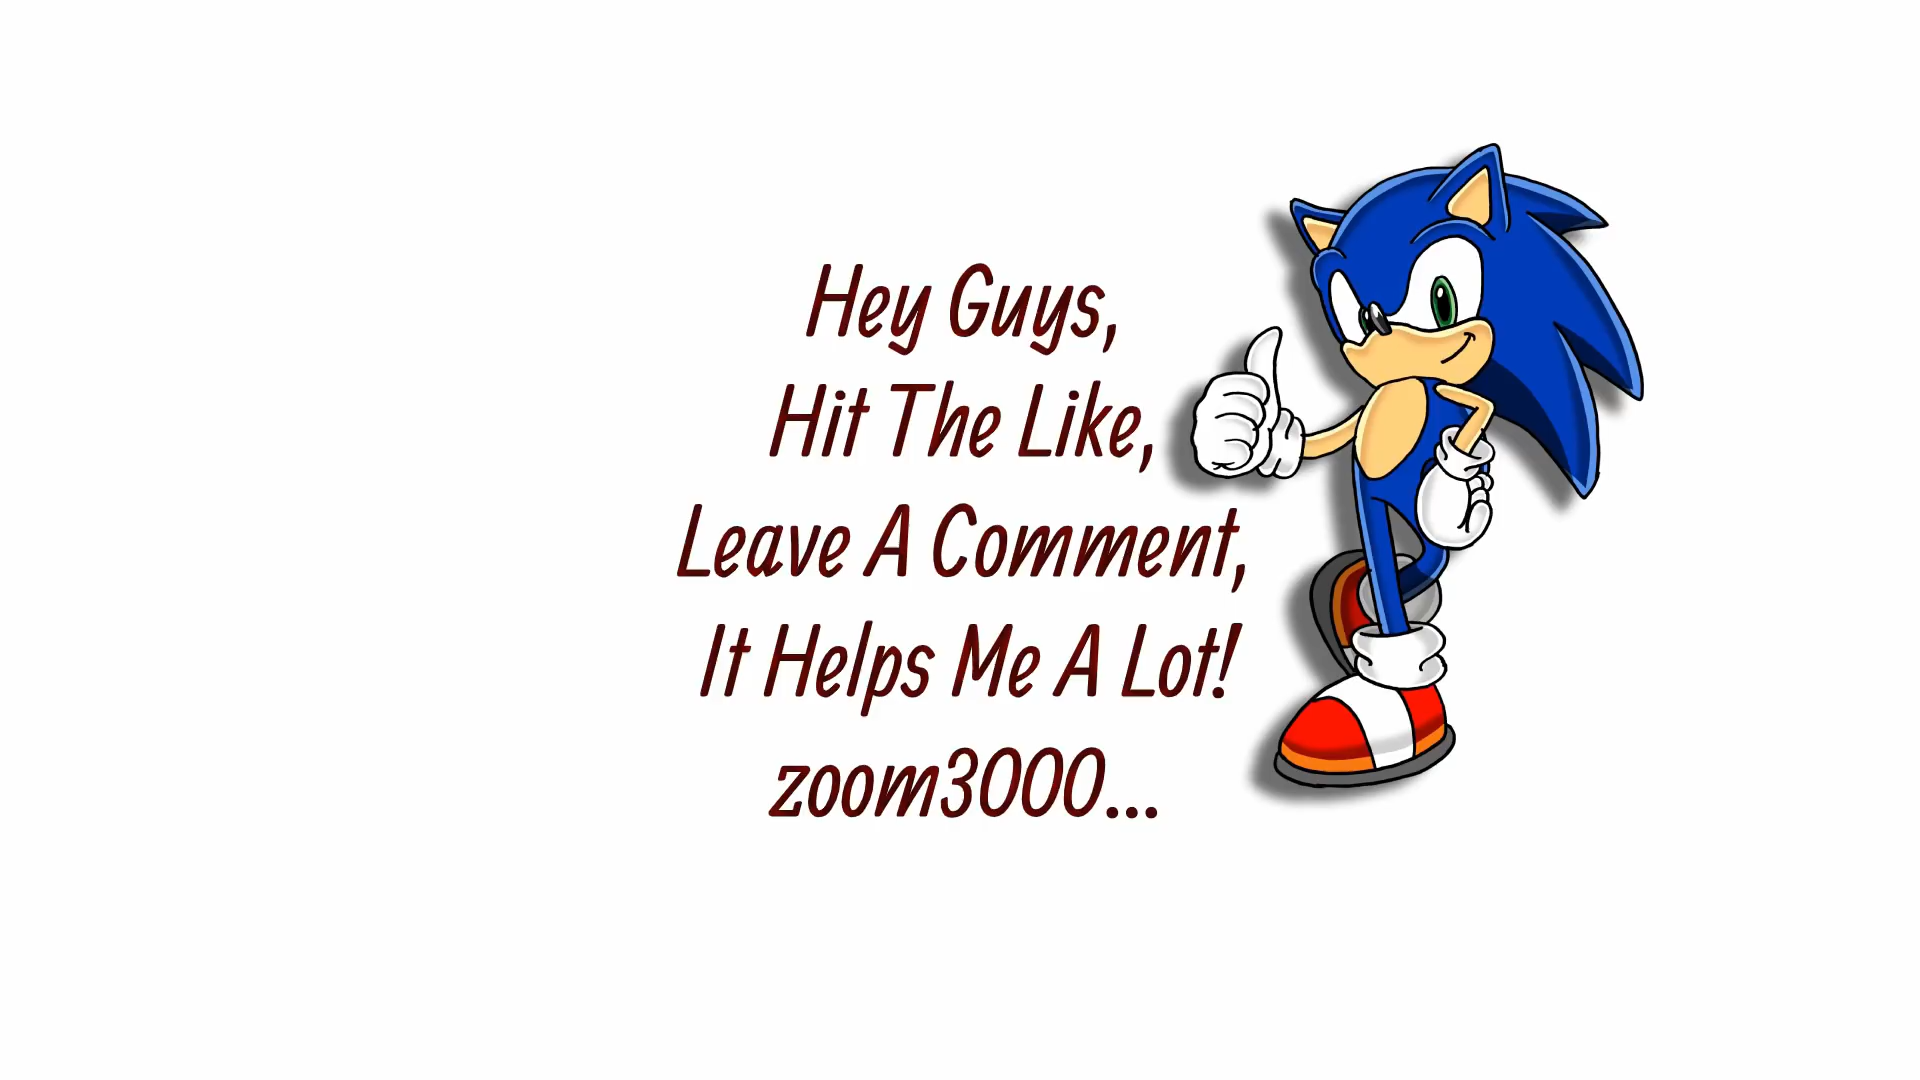 Hey Guys,
Hit The Like,
Leave A Comment,
It Helps Me A Lot!
zoom3000...